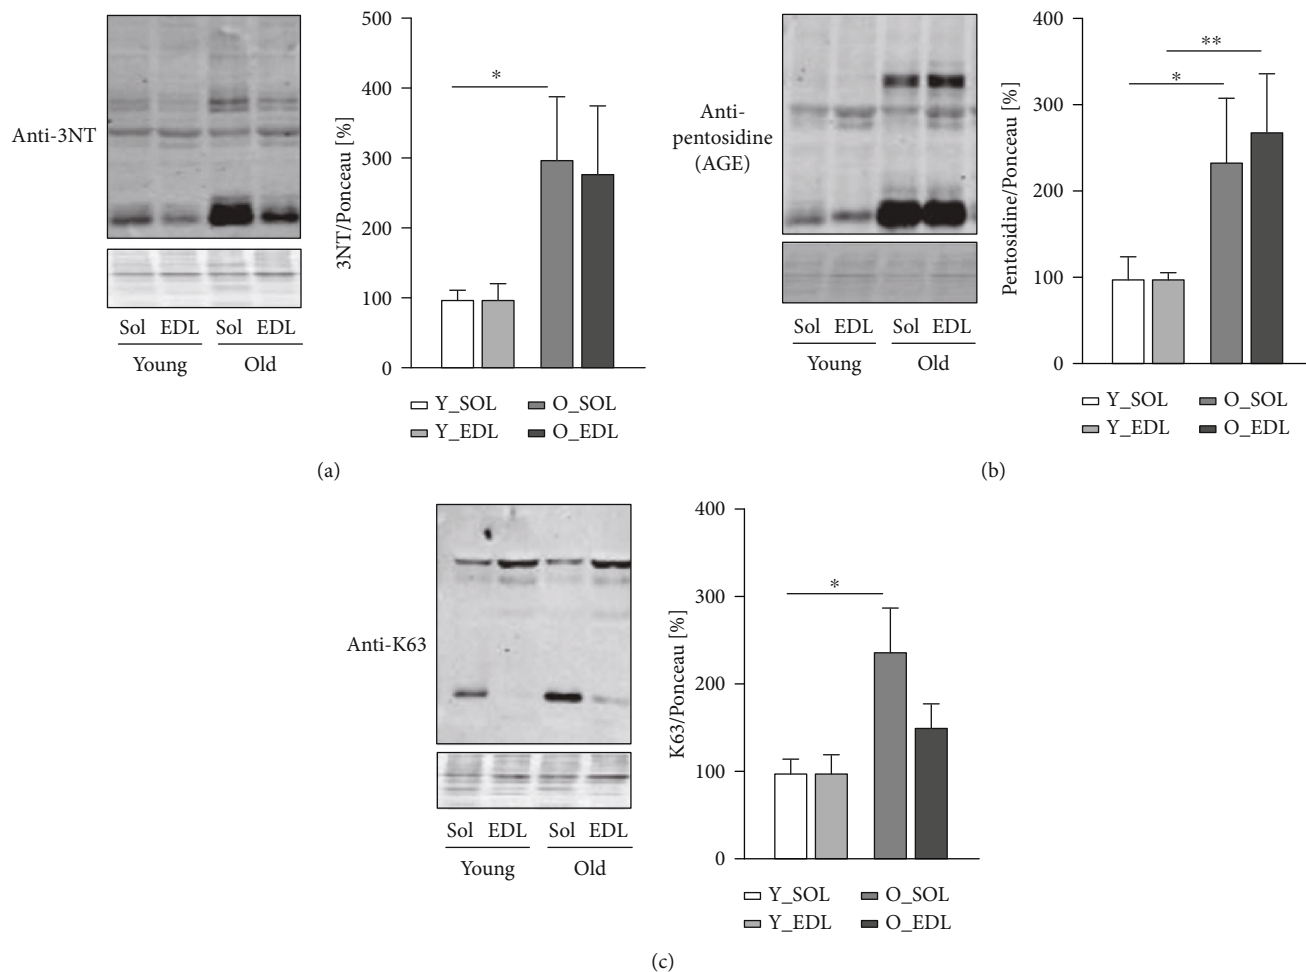 Anti-3NT
Sol EDL Sol EDL
Young Old
3NT/Ponceau [%]
500
400
300
200
100
0
*
Y_SOL O_SOL
Y_EDL O_EDL
(a)
Anti-
pentosidine
(AGE)
Sol EDL Sol EDL
Young Old
Pentosidine/Ponceau [%]
400
300
200
100
0
**
*
Y_SOL O_SOL
Y_EDL O_EDL
(b)
Anti-K63
Sol EDL Sol EDL
Young Old
K63/Ponceau [%]
400
300
200
100
0
*
Y_SOL O_SOL
Y_EDL O_EDL
(c)